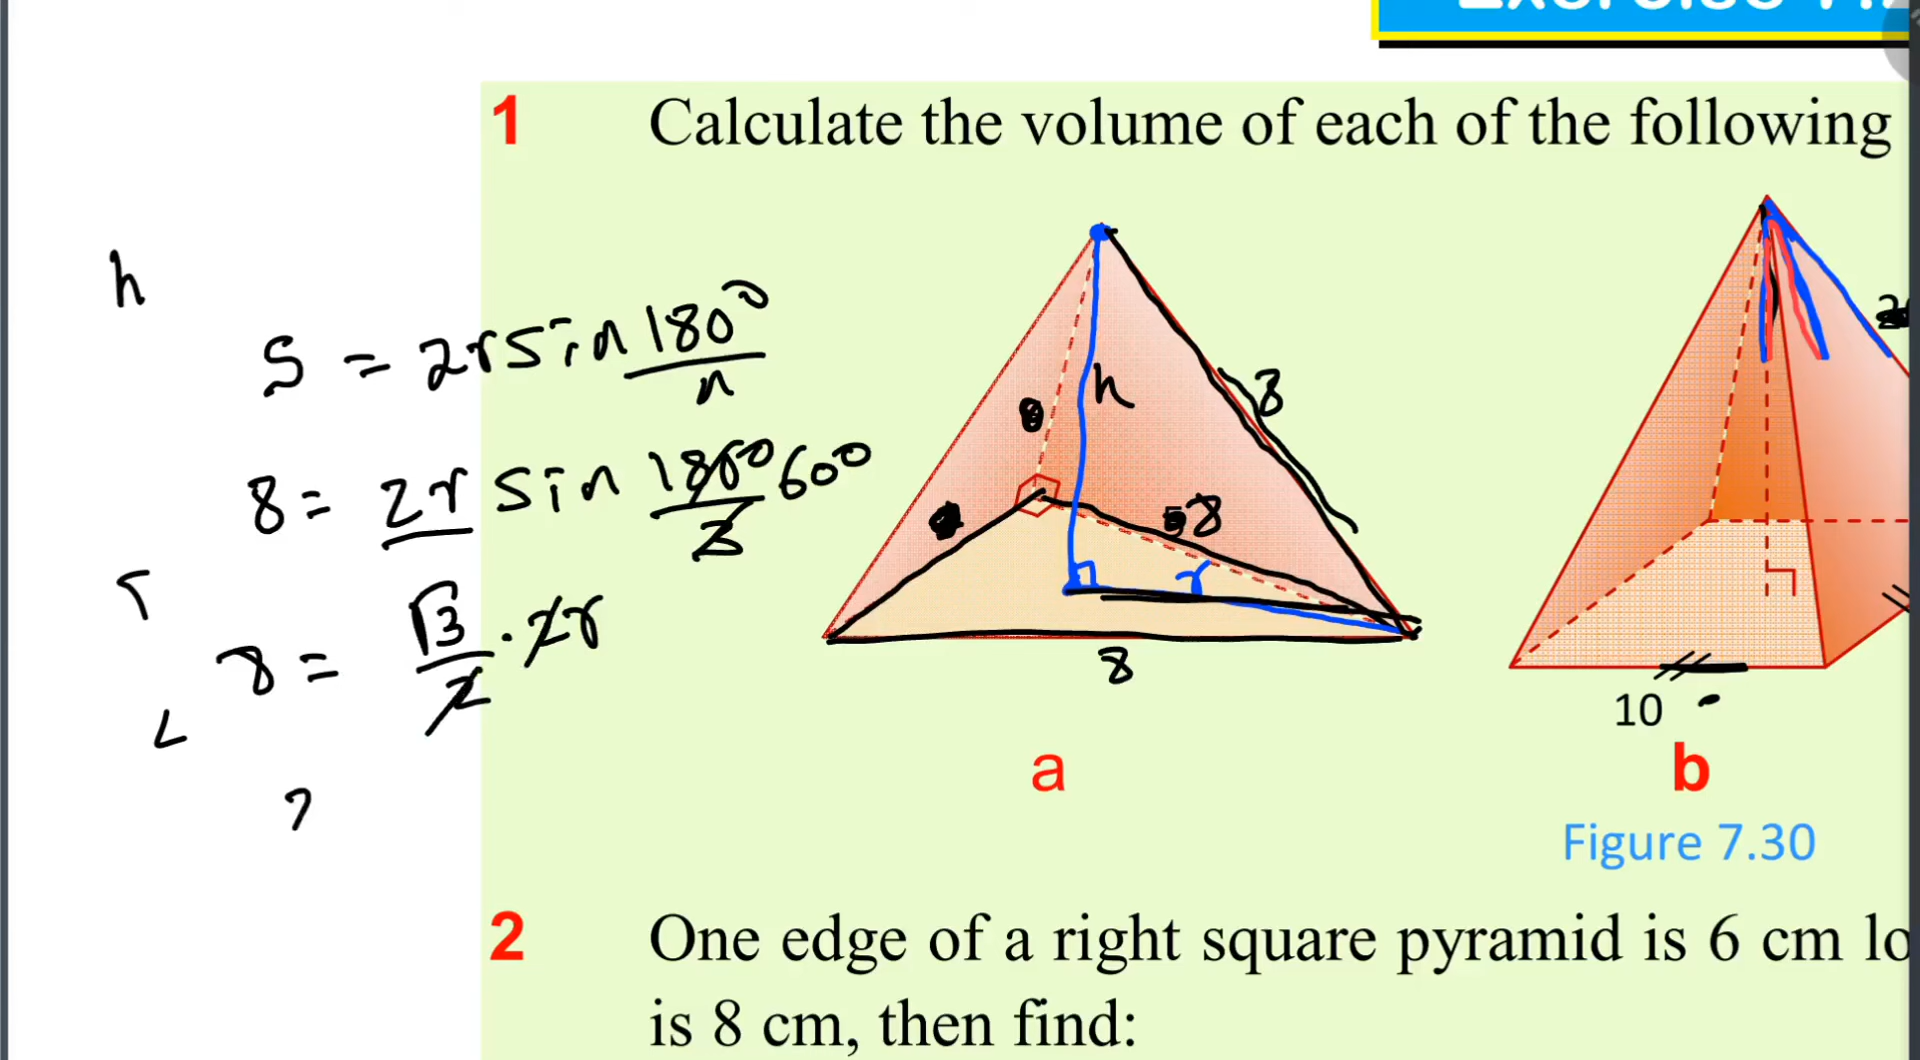 1 Calculate the volume of each of the following
h
S = 2r sin 180°/n
8 = 2r sin 180°/3 60°
r
8 = √3/2 · 2r
h
8
8
r
8
10
a
b
Figure 7.30
2 One edge of a right square pyramid is 6 cm lo
is 8 cm, then find: